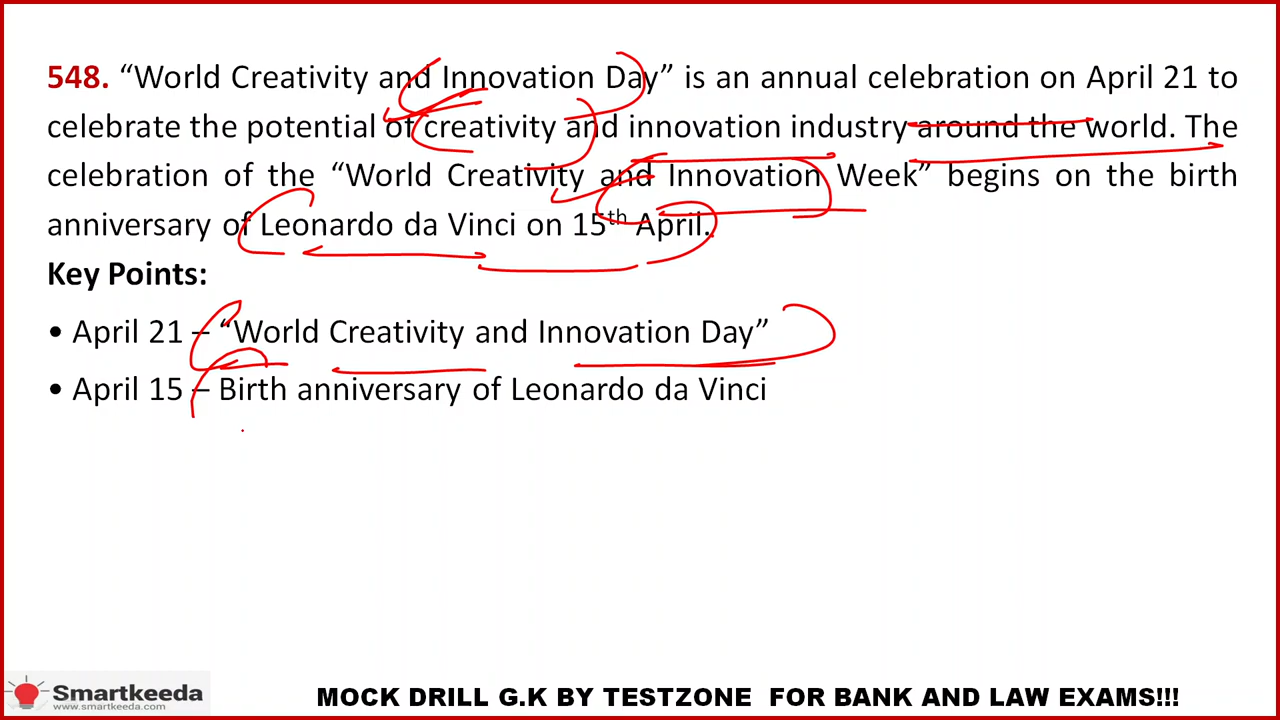 548. “World Creativity and Innovation Day” is an annual celebration on April 21 to
celebrate the potential of creativity and innovation industry around the world. The
celebration of the “World Creativity and Innovation Week” begins on the birth
anniversary of Leonardo da Vinci on 15th April.
Key Points:
• April 21 – “World Creativity and Innovation Day”
• April 15 – Birth anniversary of Leonardo da Vinci
Smartkeeda
www.smartkeeda.com
MOCK DRILL G.K BY TESTZONE FOR BANK AND LAW EXAMS!!!